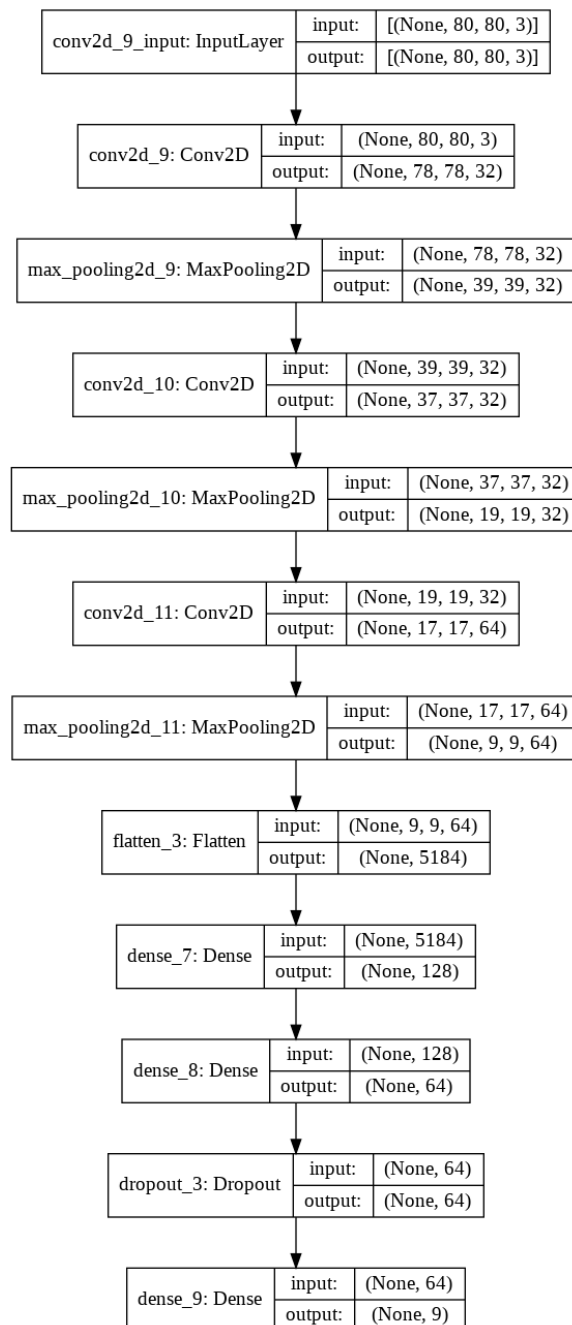 conv2d_9_input: InputLayer
input: [(None, 80, 80, 3)]
output: [(None, 80, 80, 3)]
conv2d_9: Conv2D
input: (None, 80, 80, 3)
output: (None, 78, 78, 32)
max_pooling2d_9: MaxPooling2D
input: (None, 78, 78, 32)
output: (None, 39, 39, 32)
conv2d_10: Conv2D
input: (None, 39, 39, 32)
output: (None, 37, 37, 32)
max_pooling2d_10: MaxPooling2D
input: (None, 37, 37, 32)
output: (None, 19, 19, 32)
conv2d_11: Conv2D
input: (None, 19, 19, 32)
output: (None, 17, 17, 64)
max_pooling2d_11: MaxPooling2D
input: (None, 17, 17, 64)
output: (None, 9, 9, 64)
flatten_3: Flatten
input: (None, 9, 9, 64)
output: (None, 5184)
dense_7: Dense
input: (None, 5184)
output: (None, 128)
dense_8: Dense
input: (None, 128)
output: (None, 64)
dropout_3: Dropout
input: (None, 64)
output: (None, 64)
dense_9: Dense
input: (None, 64)
output: (None, 9)